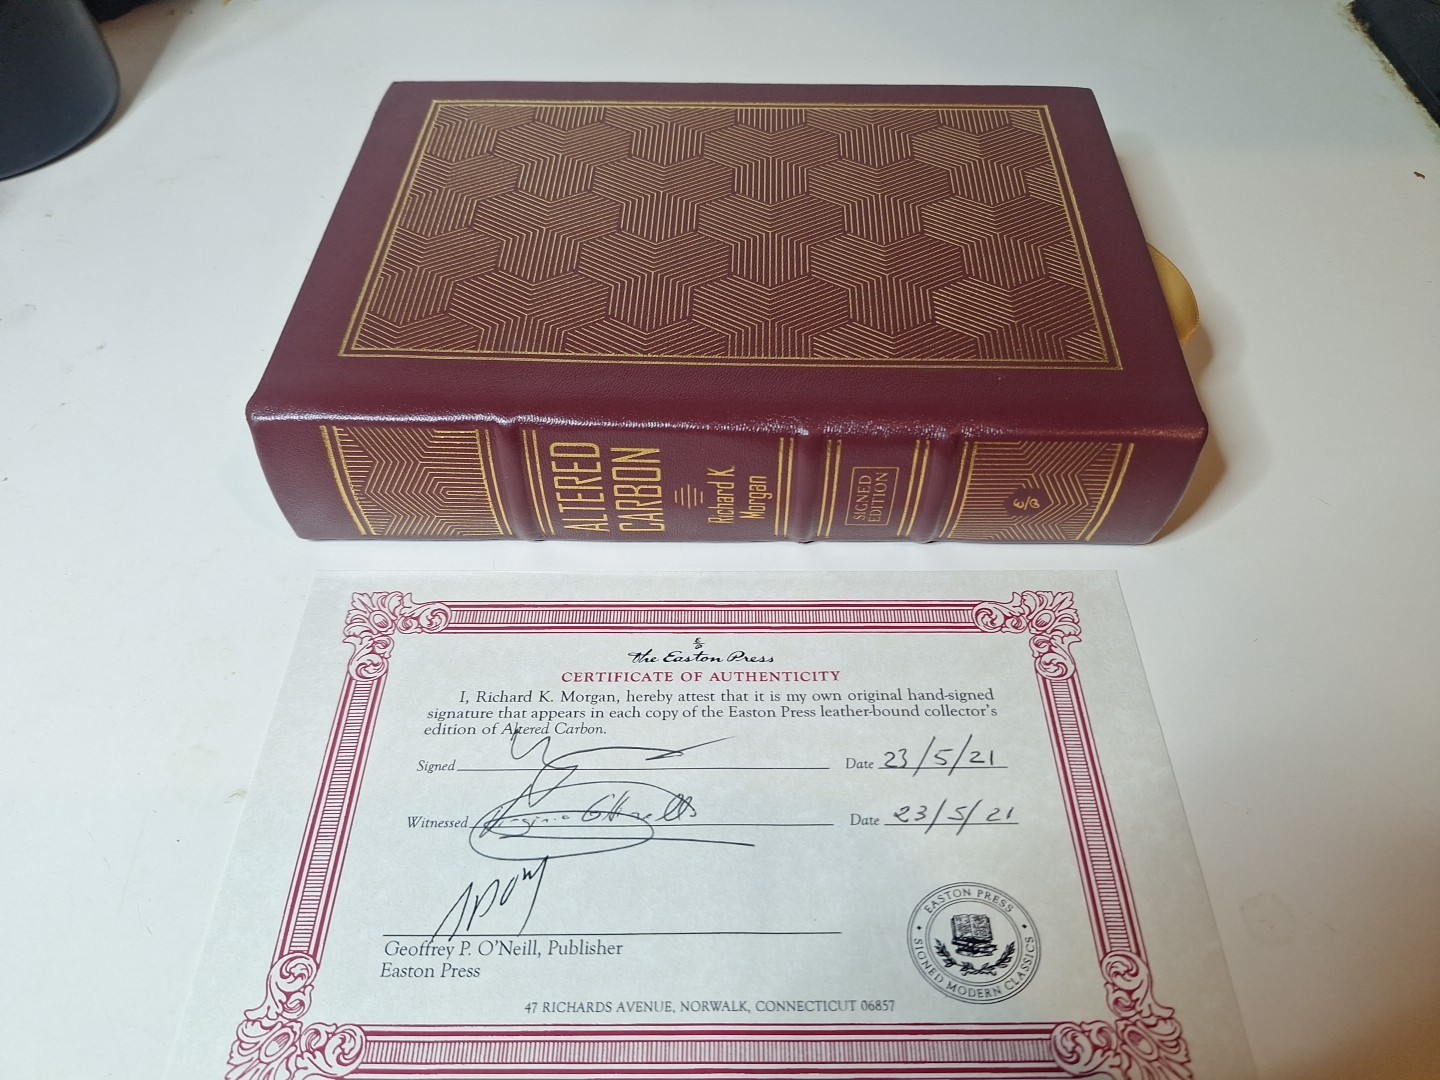 ALTERED
CARBON
Richard K.
Morgan
SIGNED
EDITION
The Easton Press
CERTIFICATE OF AUTHENTICITY
I, Richard K. Morgan, hereby attest that it is my own original hand-signed
signature that appears in each copy of the Easton Press leather-bound collector's
edition of Altered Carbon.
Signed
Date 23/5/21
Witnessed
Date 23/5/21
Geoffrey P. O'Neill, Publisher
Easton Press
EASTON PRESS
SIGNED MODERN CLASSICS
47 RICHARDS AVENUE, NORWALK, CONNECTICUT 06857